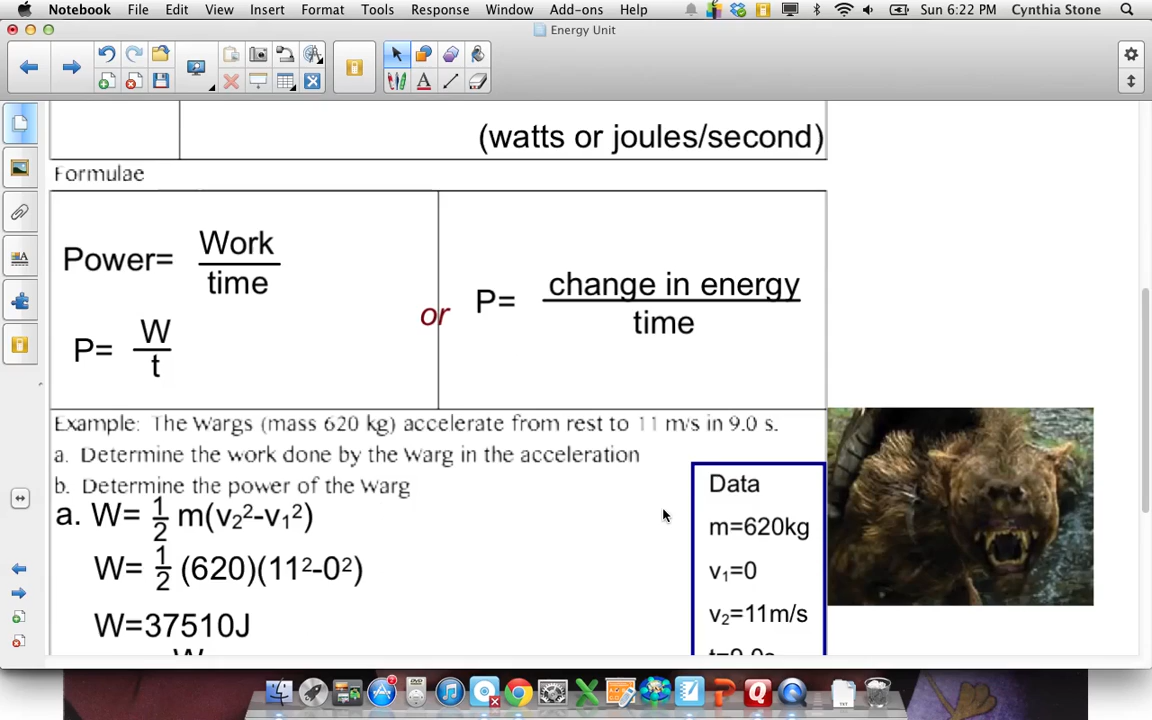 Notebook File Edit View Insert Format Tools Response Window Add-ons Help Sun 6:22 PM Cynthia Stone
Energy Unit
(watts or joules/second)
Formulae
Power= Work
time
P= W
t
or
P= change in energy
time
Example: The Wargs (mass 620 kg) accelerate from rest to 11 m/s in 9.0 s.
a. Determine the work done by the Warg in the acceleration
b. Determine the power of the Warg
a. W= 1/2 m(v₂²-v₁²)
W= 1/2 (620)(11²-0²)
W=37510J
W
Data
m=620kg
v₁=0
v₂=11m/s
t=9.0s